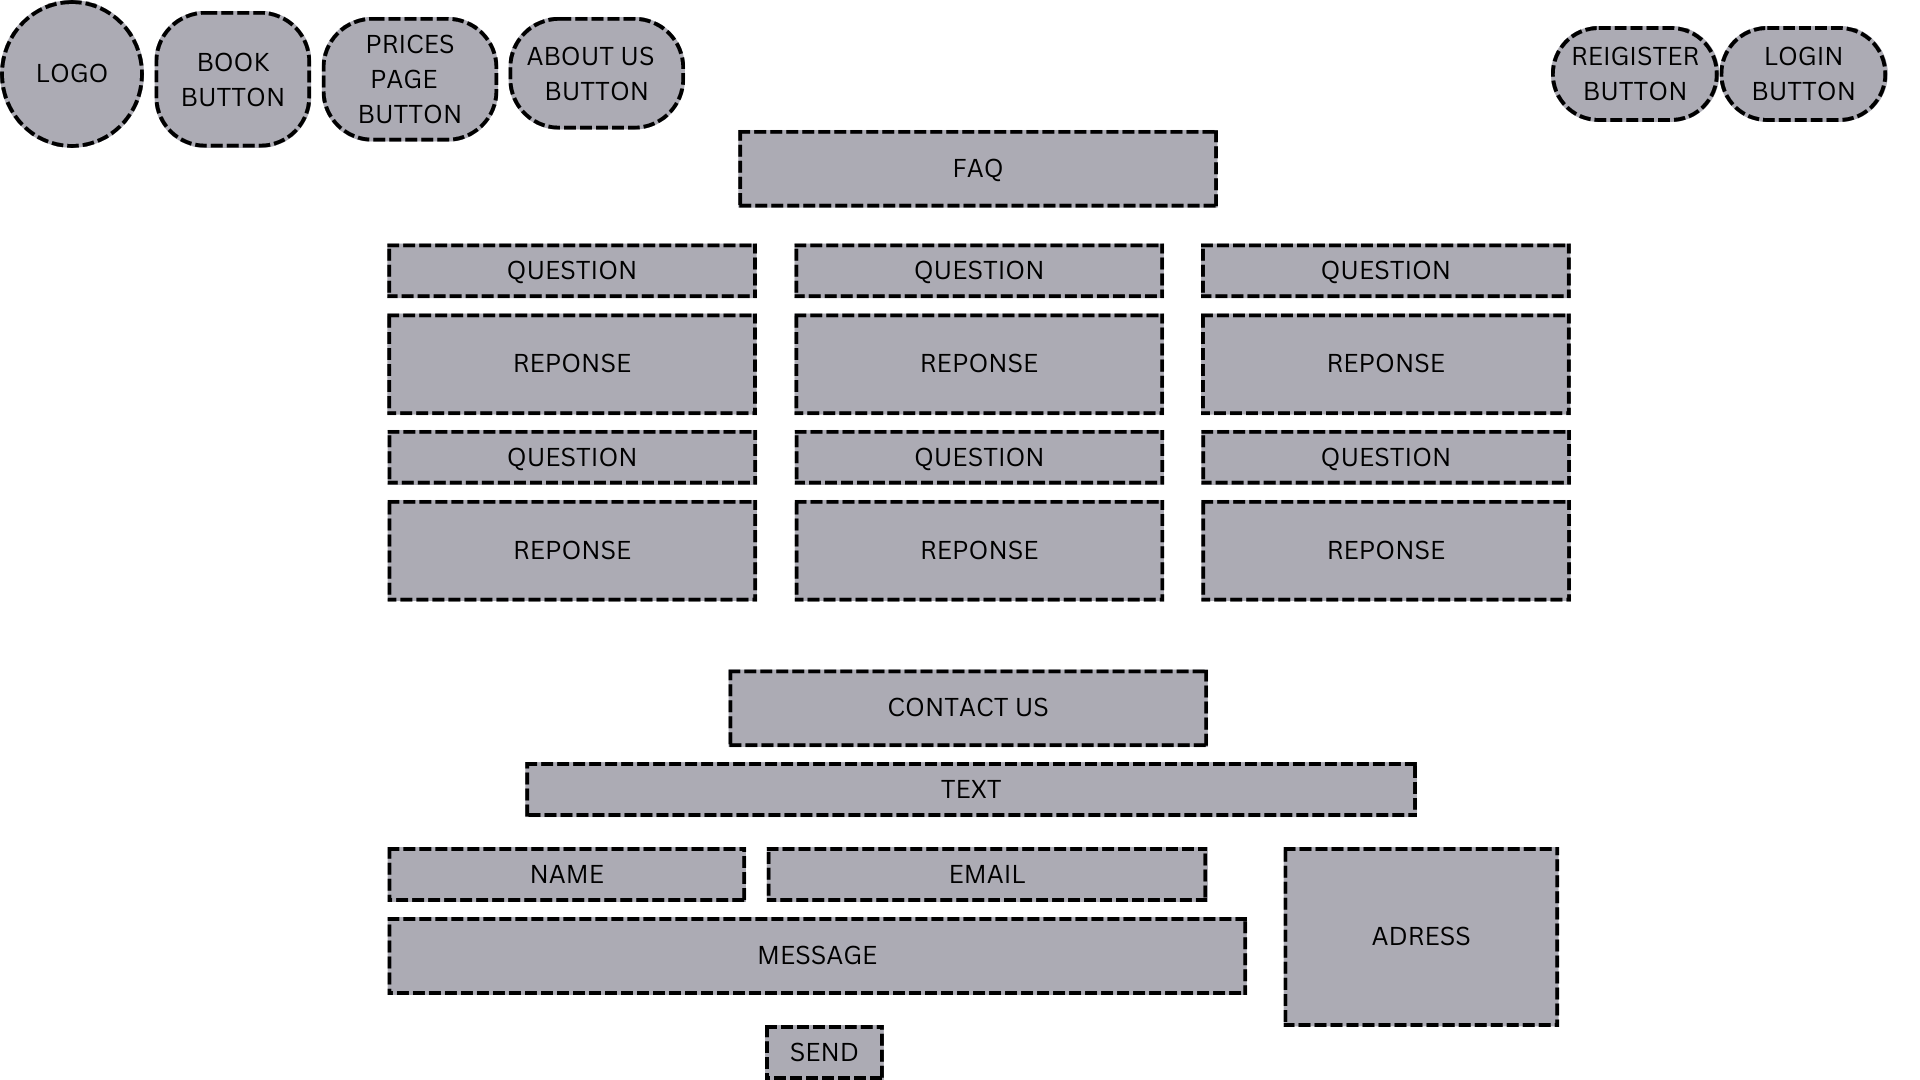 LOGO
BOOK
BUTTON
PRICES
PAGE
BUTTON
ABOUT US
BUTTON
REIGISTER
BUTTON
LOGIN
BUTTON
FAQ
QUESTION
QUESTION
QUESTION
REPONSE
REPONSE
REPONSE
QUESTION
QUESTION
QUESTION
REPONSE
REPONSE
REPONSE
CONTACT US
TEXT
NAME
EMAIL
ADRESS
MESSAGE
SEND